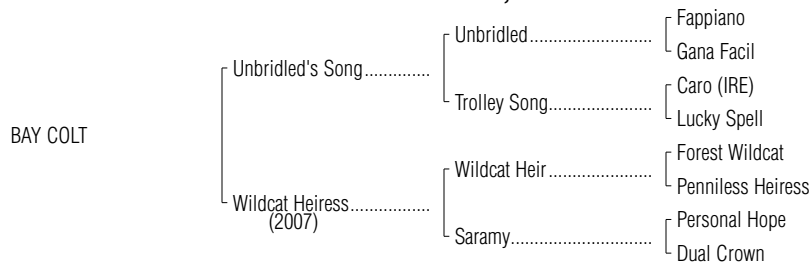 Fappiano
Unbridled..............................
Gana Facil
Unbridled's Song..............
Caro (IRE)
Trolley Song.........................
Lucky Spell
BAY COLT
Forest Wildcat
Wildcat Heir.........................
Penniless Heiress
Wildcat Heiress.................
(2007)
Personal Hope
Saramy..................................
Dual Crown